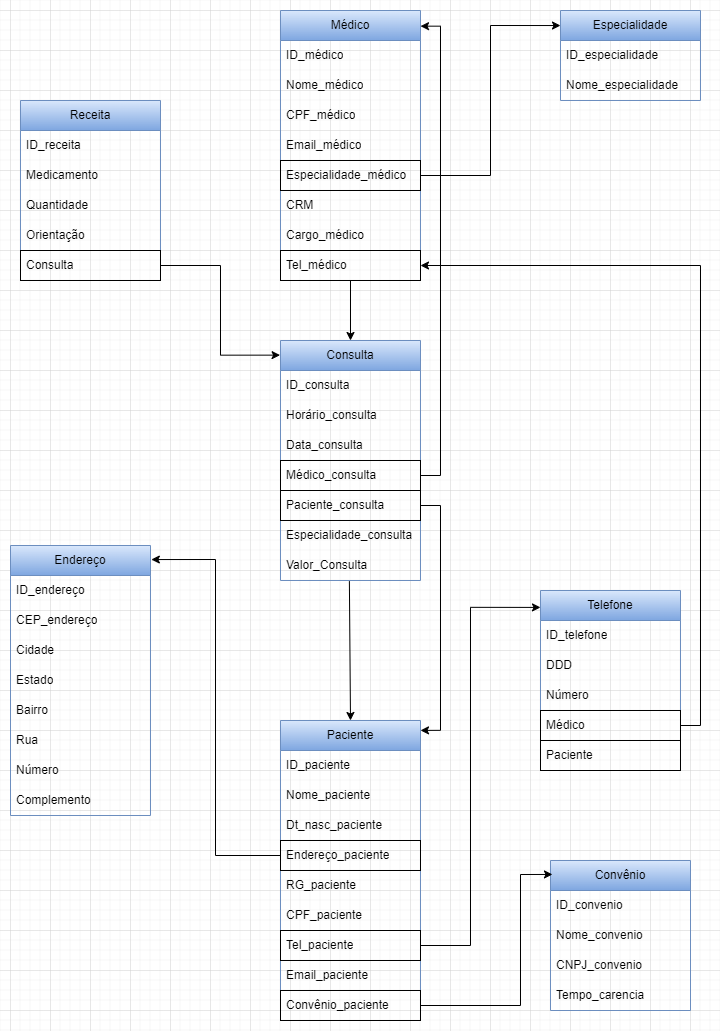 Médico
ID_médico
Nome_médico
CPF_médico
Email_médico
Especialidade_médico
CRM
Cargo_médico
Tel_médico
Especialidade
ID_especialidade
Nome_especialidade
Receita
ID_receita
Medicamento
Quantidade
Orientação
Consulta
Consulta
ID_consulta
Horário_consulta
Data_consulta
Médico_consulta
Paciente_consulta
Especialidade_consulta
Valor_Consulta
Endereço
ID_endereço
CEP_endereço
Cidade
Estado
Bairro
Rua
Número
Complemento
Telefone
ID_telefone
DDD
Número
Médico
Paciente
Paciente
ID_paciente
Nome_paciente
Dt_nasc_paciente
Endereço_paciente
RG_paciente
CPF_paciente
Tel_paciente
Email_paciente
Convênio_paciente
Convênio
ID_convenio
Nome_convenio
CNPJ_convenio
Tempo_carencia